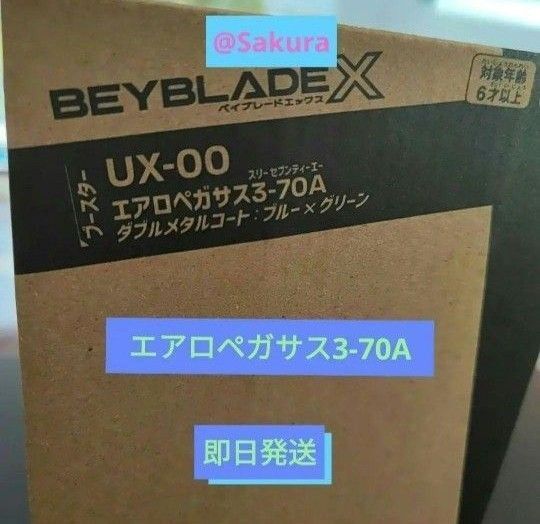 @Sakura
BEYBLADE X
ベイブレードエックス
対象年齢
6才以上
ブースター
UX-00
スリーセブンティーエー
エアロペガサス3-70A
ダブルメタルコート：ブルー×グリーン
エアロペガサス3-70A
即日発送